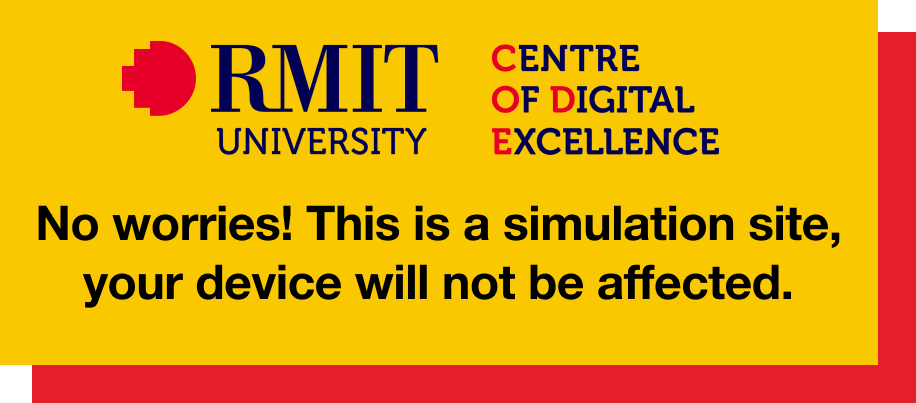 RMIT
UNIVERSITY
CENTRE
OF DIGITAL
EXCELLENCE
No worries! This is a simulation site,
your device will not be affected.